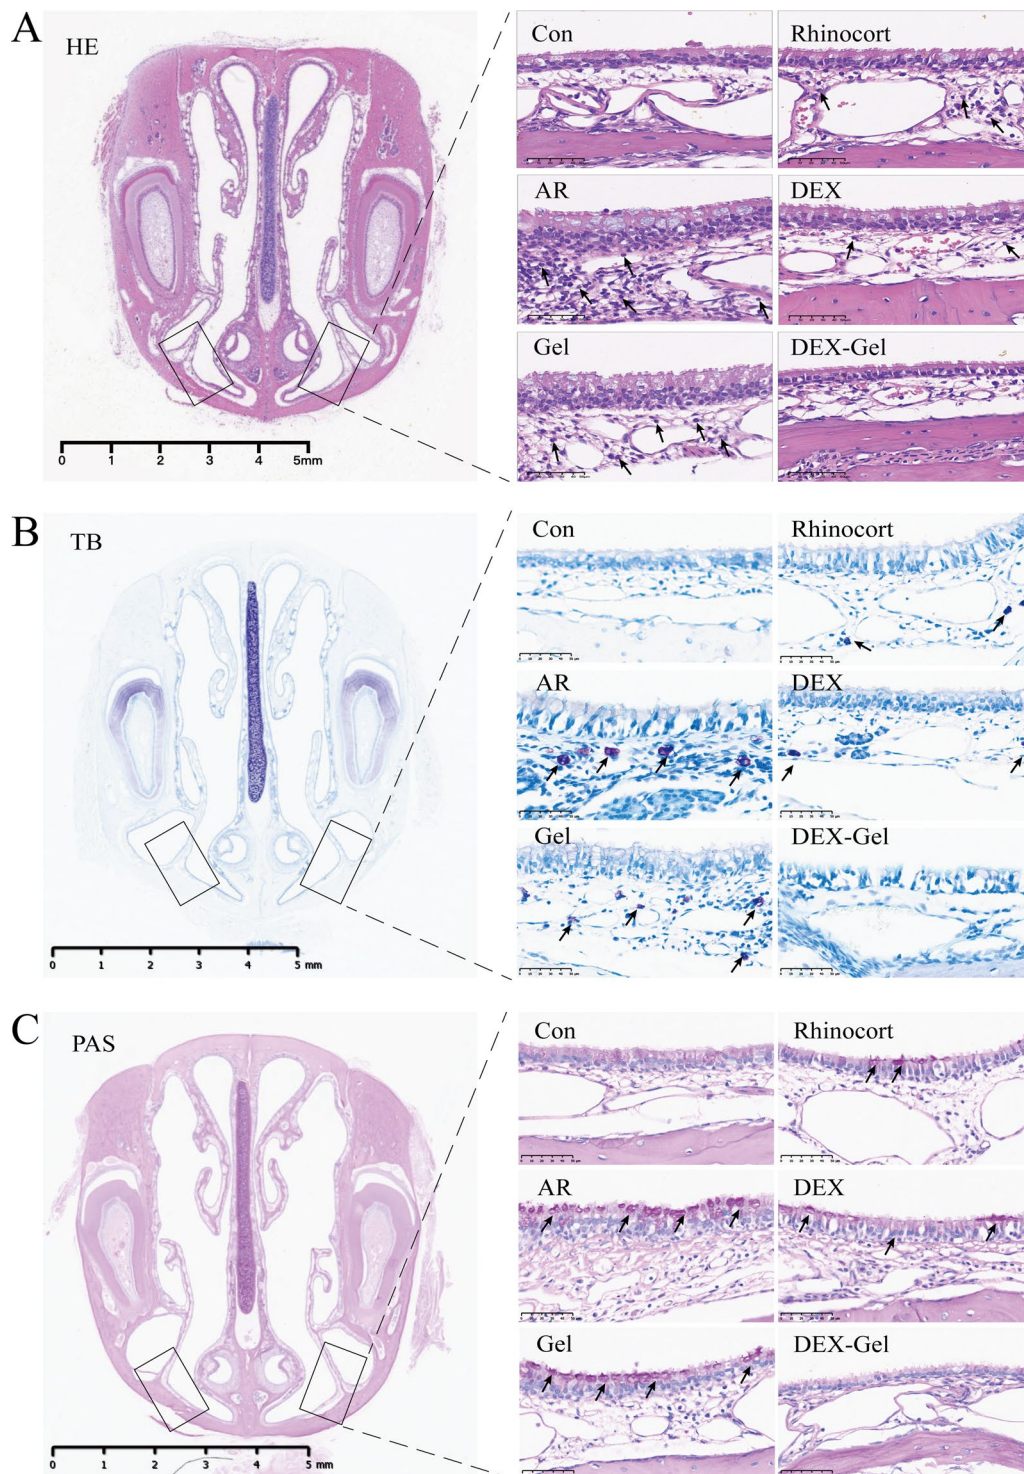 A
HE
0 1 2 3 4 5mm
Con
Rhinocort
AR
DEX
Gel
DEX-Gel
B
TB
0 1 2 3 4 5 mm
Con
Rhinocort
AR
DEX
Gel
DEX-Gel
C
PAS
0 1 2 3 4 5 mm
Con
Rhinocort
AR
DEX
Gel
DEX-Gel